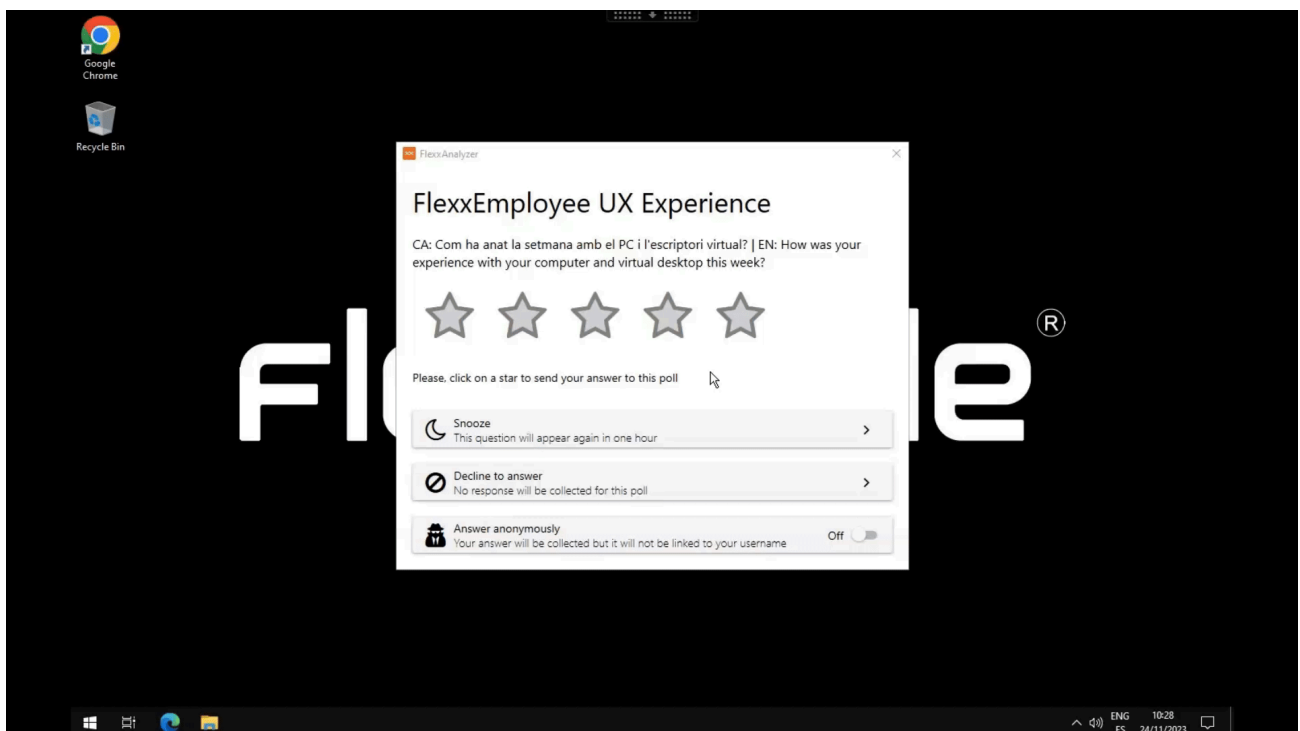 Google
Chrome
Recycle Bin
FlexxAnalyzer
FlexxEmployee UX Experience
CA: Com ha anat la setmana amb el PC i l'escriptori virtual? | EN: How was your
experience with your computer and virtual desktop this week?
®
Please, click on a star to send your answer to this poll
Snooze
This question will appear again in one hour
Decline to answer
No response will be collected for this poll
Answer anonymously
Your answer will be collected but it will not be linked to your username
Off
ENG
10:28
ES
24/11/2023